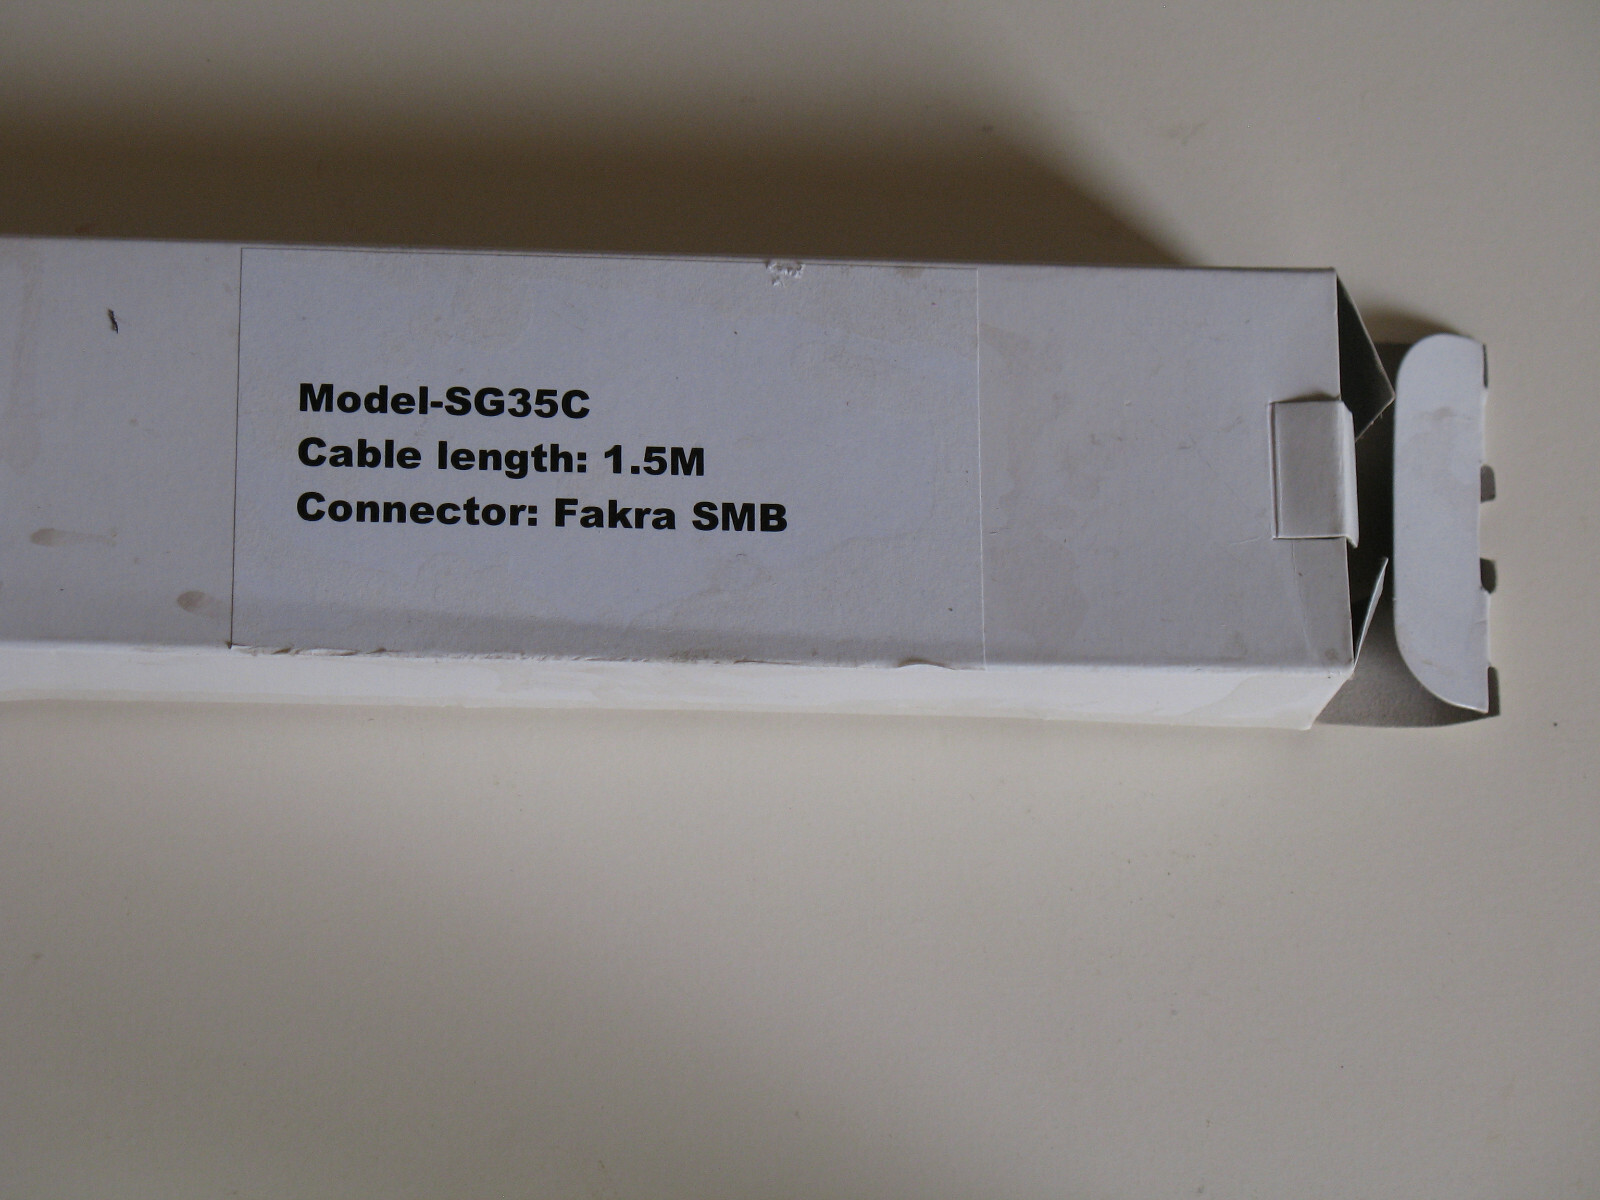 Model-SG35C
Cable length: 1.5M
Connector: Fakra SMB